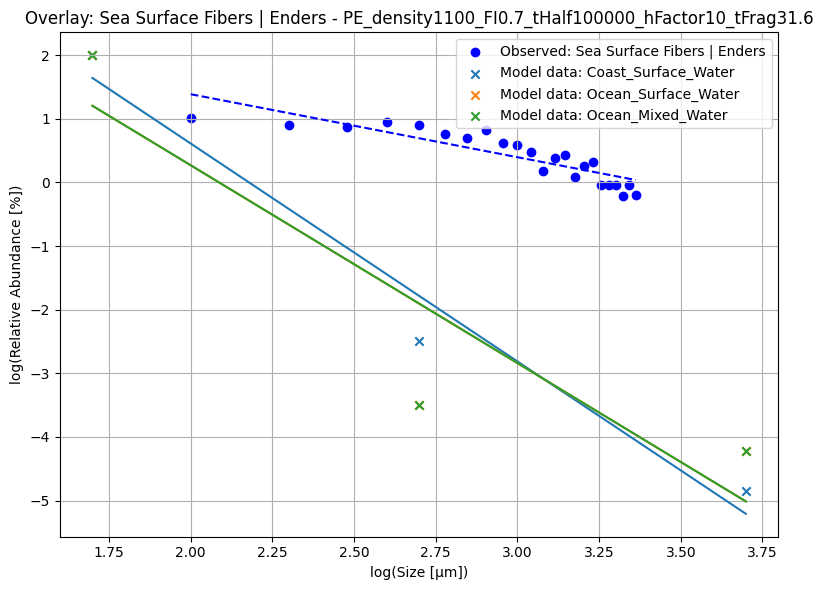 Overlay: Sea Surface Fibers | Enders - PE_density1100_FI0.7_tHalf100000_hFactor10_tFrag31.6
Observed: Sea Surface Fibers | Enders
Model data: Coast_Surface_Water
Model data: Ocean_Surface_Water
Model data: Ocean_Mixed_Water
log(Relative Abundance [%])
2
1
0
−1
−2
−3
−4
−5
1.75 2.00 2.25 2.50 2.75 3.00 3.25 3.50 3.75
log(Size [μm])